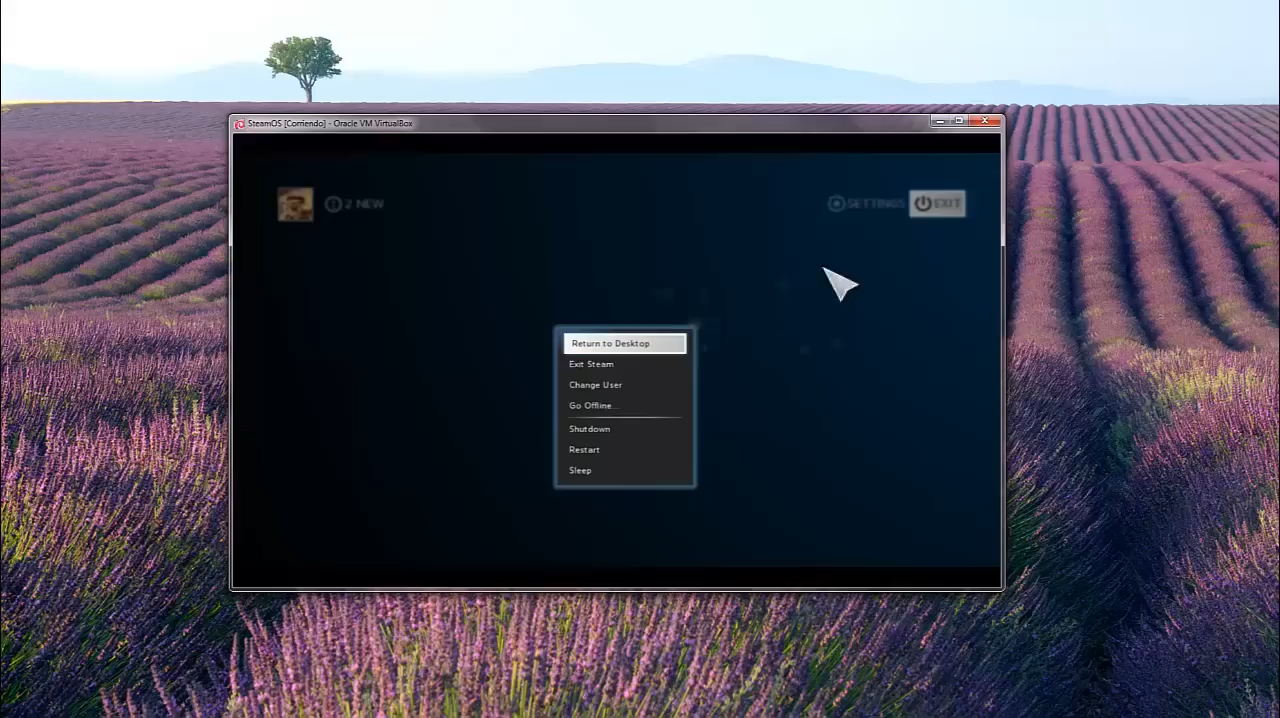 SteamOS [Corriendo] - Oracle VM VirtualBox
2 NEW
SETTINGS
EXIT
Return to Desktop
Exit Steam
Change User
Go Offline...
Shutdown
Restart
Sleep